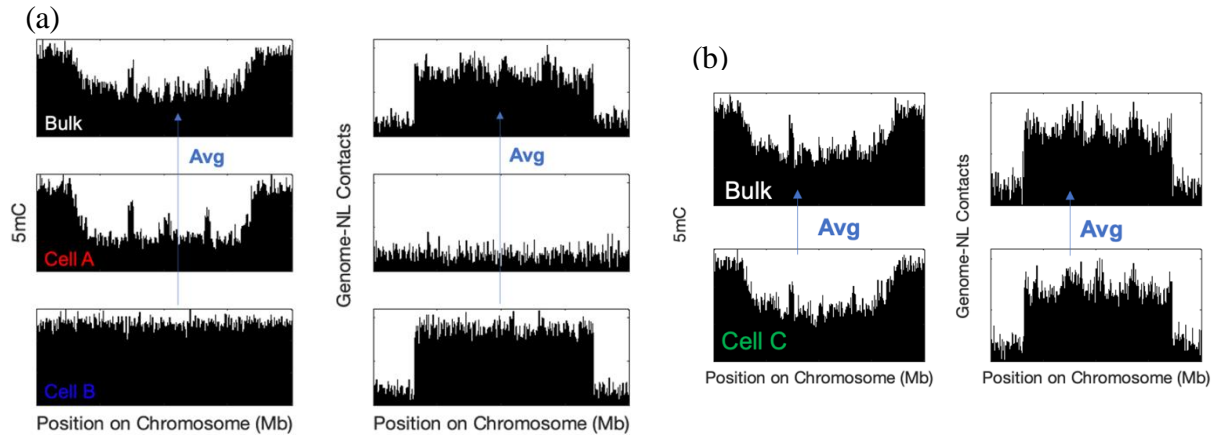 (a)
5mC
Bulk
Avg
Cell A
Cell B
Position on Chromosome (Mb)
Genome-NL Contacts
Avg
Position on Chromosome (Mb)
(b)
5mC
Bulk
Avg
Cell C
Position on Chromosome (Mb)
Genome-NL Contacts
Avg
Position on Chromosome (Mb)